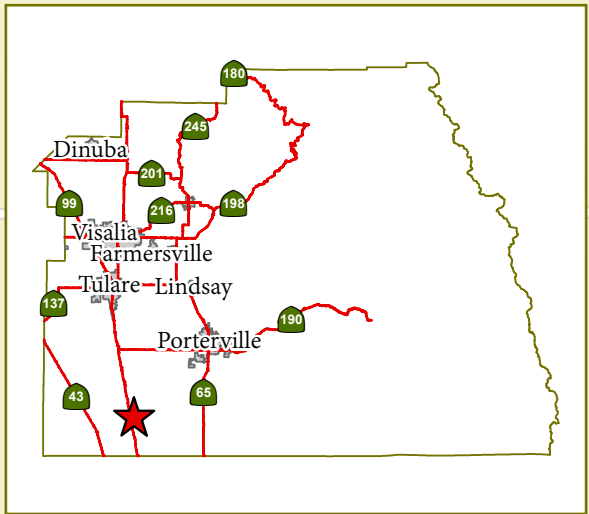 180
245
Dinuba
201
99
216
198
Visalia
Farmersville
Tulare
Lindsay
137
190
Porterville
43
65